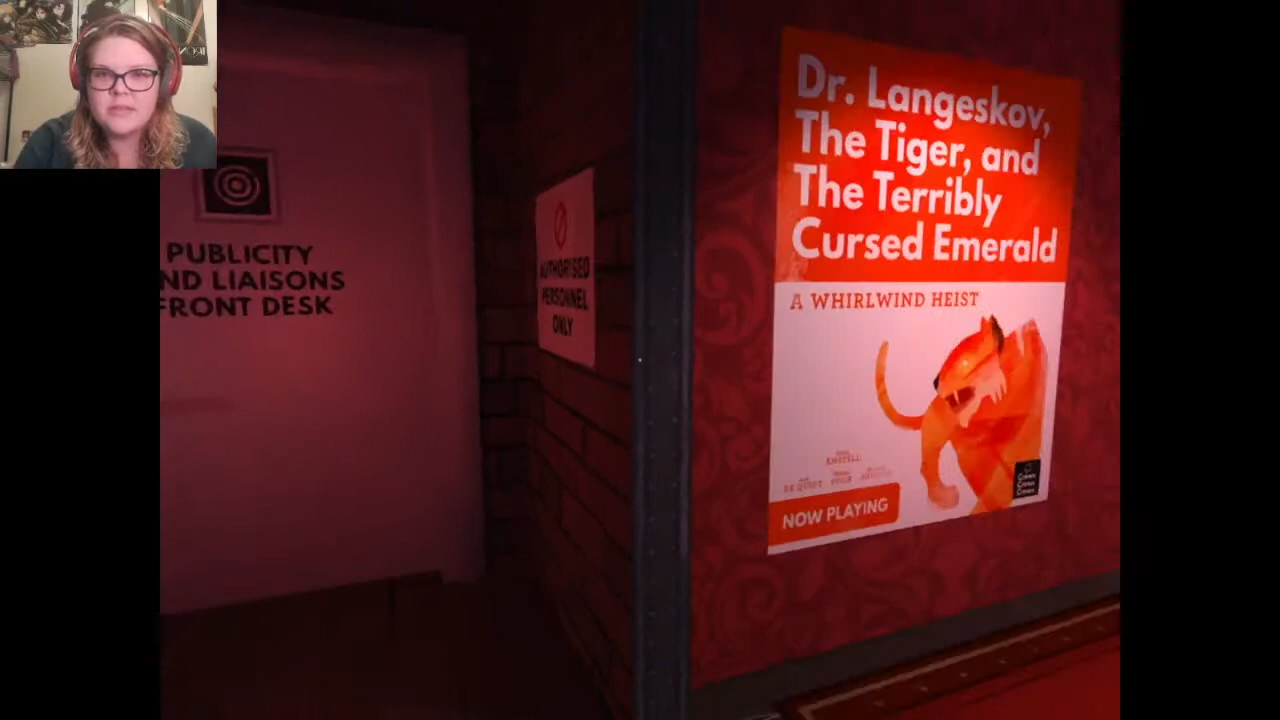 PUBLICITY
ND LIAISONS
FRONT DESK
AUTHORISED
PERSONNEL
ONLY
Dr. Langeskov,
The Tiger, and
The Terribly
Cursed Emerald
A WHIRLWIND HEIST
NOW PLAYING